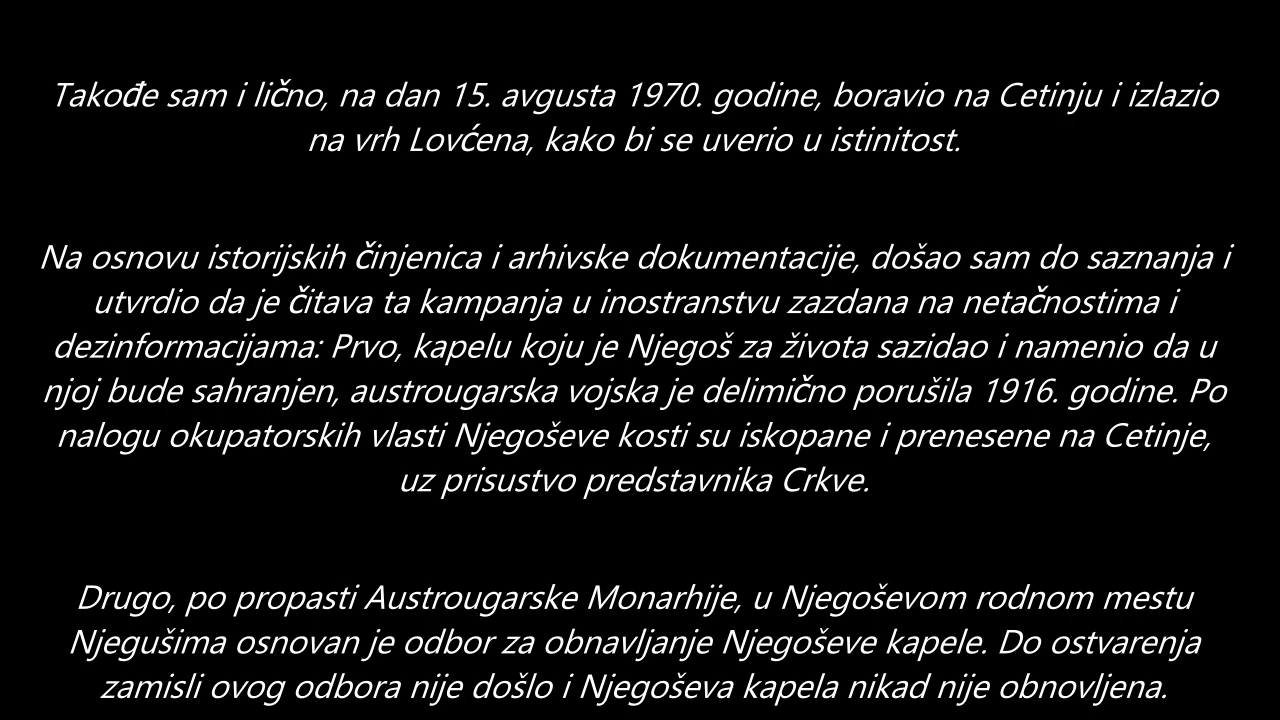 Takođe sam i lično, na dan 15. avgusta 1970. godine, boravio na Cetinju i izlazio
na vrh Lovćena, kako bi se uverio u istinitost.
Na osnovu istorijskih činjenica i arhivske dokumentacije, došao sam do saznanja i
utvrdio da je čitava ta kampanja u inostranstvu zazdana na netačnostima i
dezinformacijama: Prvo, kapelu koju je Njegoš za života sazidao i namenio da u
njoj bude sahranjen, austrougarska vojska je delimično porušila 1916. godine. Po
nalogu okupatorskih vlasti Njegoševe kosti su iskopane i prenesene na Cetinje,
uz prisustvo predstavnika Crkve.
Drugo, po propasti Austrougarske Monarhije, u Njegoševom rodnom mestu
Njegušima osnovan je odbor za obnavljanje Njegoševe kapele. Do ostvarenja
zamisli ovog odbora nije došlo i Njegoševa kapela nikad nije obnovljena.